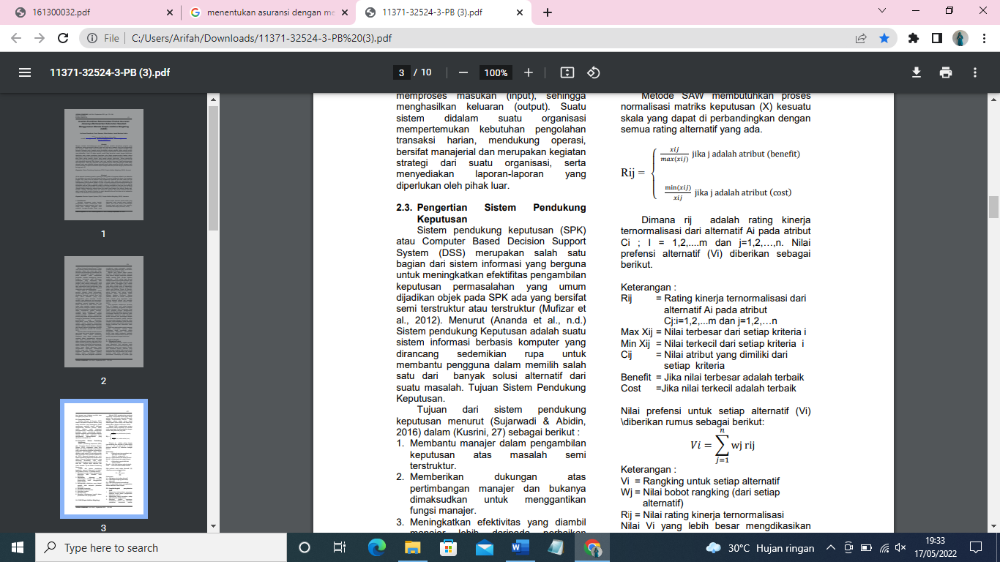 161300032.pdf
menentukan asuransi dengan me
11371-32524-3-PB (3).pdf
File
C:/Users/Arifah/Downloads/11371-32524-3-PB%20(3).pdf
11371-32524-3-PB (3).pdf
3 / 10
100%
1
2
3
memproses masukan (input), sehingga
menghasilkan keluaran (output). Suatu
sistem didalam suatu organisasi
mempertemukan kebutuhan pengolahan
transaksi harian, mendukung operasi,
bersifat manajerial dan merupakan kegiatan
strategi dari suatu organisasi, serta
menyediakan laporan-laporan yang
diperlukan oleh pihak luar.
2.3. Pengertian Sistem Pendukung
Keputusan
Sistem pendukung keputusan (SPK)
atau Computer Based Decision Support
System (DSS) merupakan salah satu
bagian dari sistem informasi yang berguna
untuk meningkatkan efektifitas pengambilan
keputusan permasalahan yang umum
dijadikan objek pada SPK ada yang bersifat
semi terstruktur atau terstruktur (Mufizar et
al., 2012). Menurut (Ananda et al., n.d.)
Sistem pendukung Keputusan adalah suatu
sistem informasi berbasis komputer yang
dirancang sedemikian rupa untuk
membantu pengguna dalam memilih salah
satu dari banyak solusi alternatif dari
suatu masalah. Tujuan Sistem Pendukung
Keputusan.
Tujuan dari sistem pendukung
keputusan menurut (Sujarwadi & Abidin,
2016) dalam (Kusrini, 27) sebagai berikut :
1. Membantu manajer dalam pengambilan
keputusan atas masalah semi
terstruktur.
2. Memberikan dukungan atas
pertimbangan manajer dan bukanya
dimaksudkan untuk menggantikan
fungsi manajer.
3. Meningkatkan efektivitas yang diambil
manajer lebih daripada perbaikan
Metode SAW membutuhkan proses
normalisasi matriks keputusan (X) kesuatu
skala yang dapat di perbandingkan dengan
semua rating alternatif yang ada.
xij
max(xij) jika j adalah atribut (benefit)
Rij =
min(xij)
xij jika j adalah atribut (cost)
Dimana rij adalah rating kinerja
ternormalisasi dari alternatif Ai pada atribut
Ci ; I = 1,2,....m dan j=1,2,…,n. Nilai
prefensi alternatif (Vi) diberikan sebagai
berikut.
Keterangan :
Rij = Rating kinerja ternormalisasi dari
alternatif Ai pada atribut
Cj:i=1,2,...m dan j=1,2,…n
Max Xij = Nilai terbesar dari setiap kriteria i
Min Xij = Nilai terkecil dari setiap kriteria i
Cij = Nilai atribut yang dimiliki dari
setiap kriteria
Benefit = Jika nilai terbesar adalah terbaik
Cost =Jika nilai terkecil adalah terbaik
Nilai prefensi untuk setiap alternatif (Vi)
\diberikan rumus sebagai berikut:
n
Vi = ∑ wj rij
j=1
Keterangan :
Vi = Rangking untuk setiap alternatif
Wj = Nilai bobot rangking (dari setiap
alternatif)
Rij = Nilai rating kinerja ternormalisasi
Nilai Vi yang lebih besar mengdikasikan
Type here to search
30°C Hujan ringan
19:33
17/05/2022